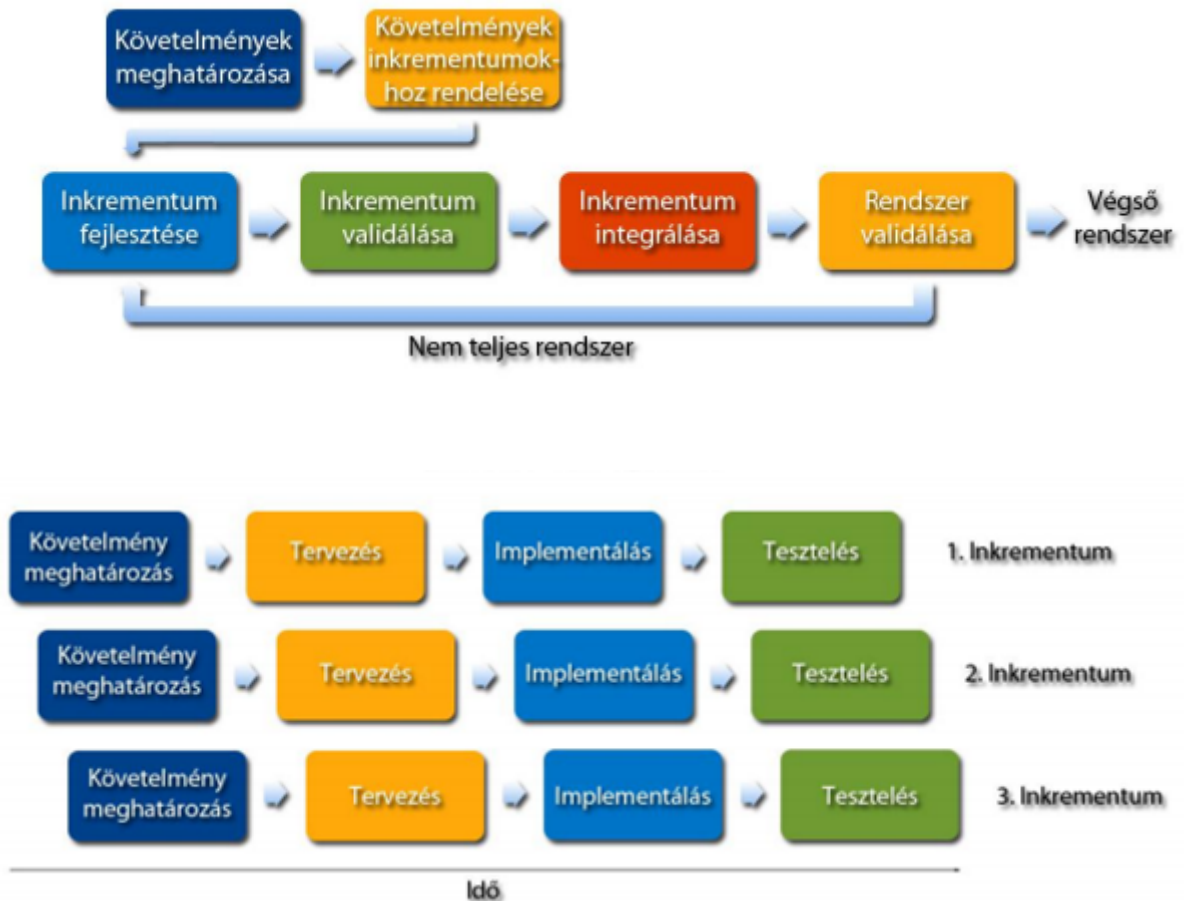 Követelmények
meghatározása
Követelmények
inkrementumok-
hoz rendelése
Inkrementum
fejlesztése
Inkrementum
validálása
Inkrementum
integrálása
Rendszer
validálása
Végső
rendszer
Nem teljes rendszer
Követelmény
meghatározás
Tervezés
Implementálás
Tesztelés
1. Inkrementum
Követelmény
meghatározás
Tervezés
Implementálás
Tesztelés
2. Inkrementum
Követelmény
meghatározás
Tervezés
Implementálás
Tesztelés
3. Inkrementum
Idő